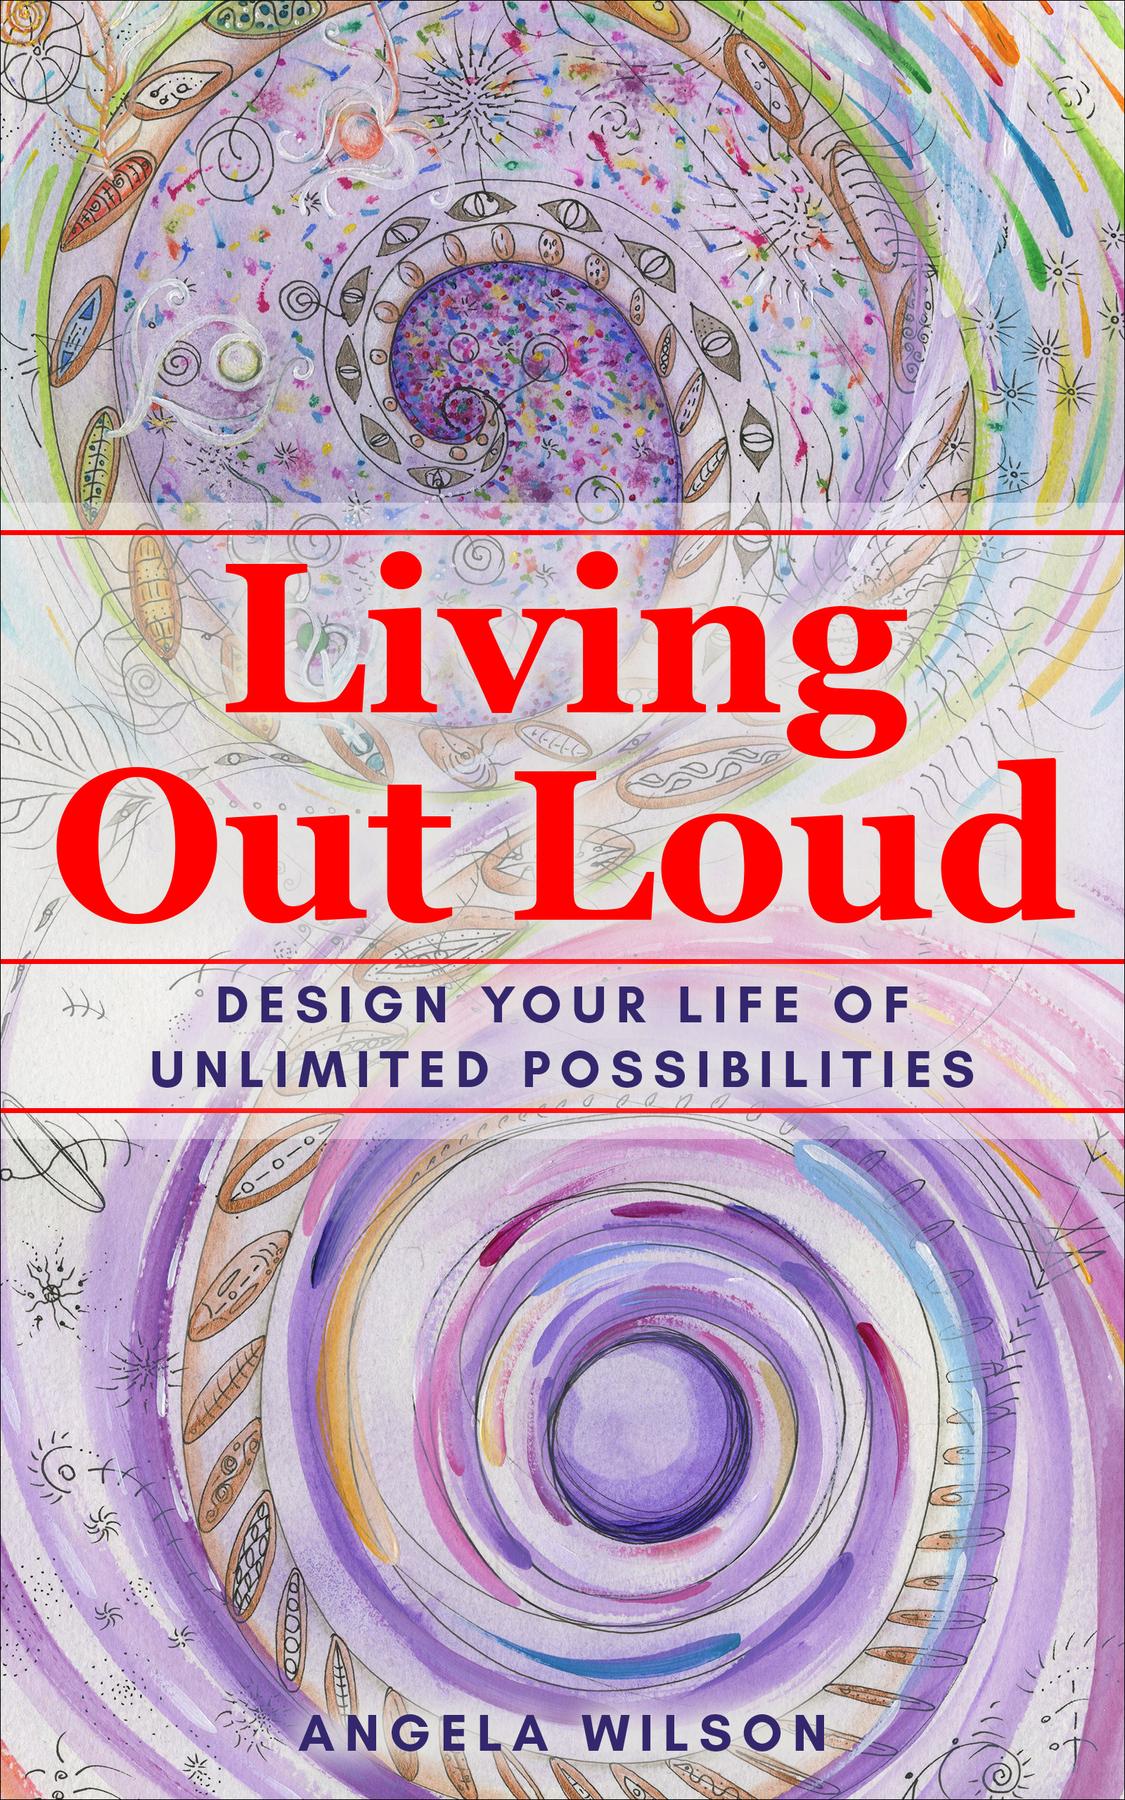 Living
Out Loud
DESIGN YOUR LIFE OF
UNLIMITED POSSIBILITIES
ANGELA WILSON